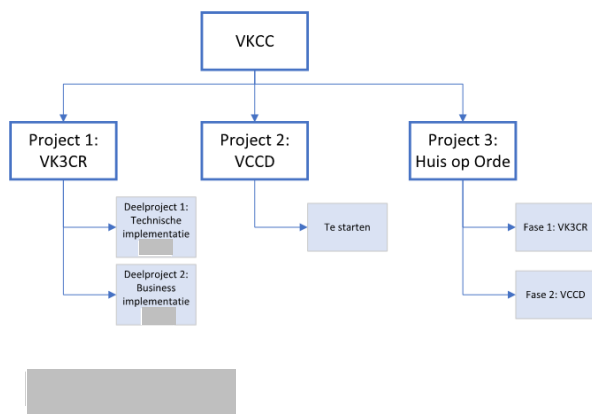 VKCC
Project 1:
VK3CR
Project 2:
VCCD
Project 3:
Huis op Orde
Deelproject 1:
Technische
implementatie
Deelproject 2:
Business
implementatie
Te starten
Fase 1: VK3CR
Fase 2: VCCD